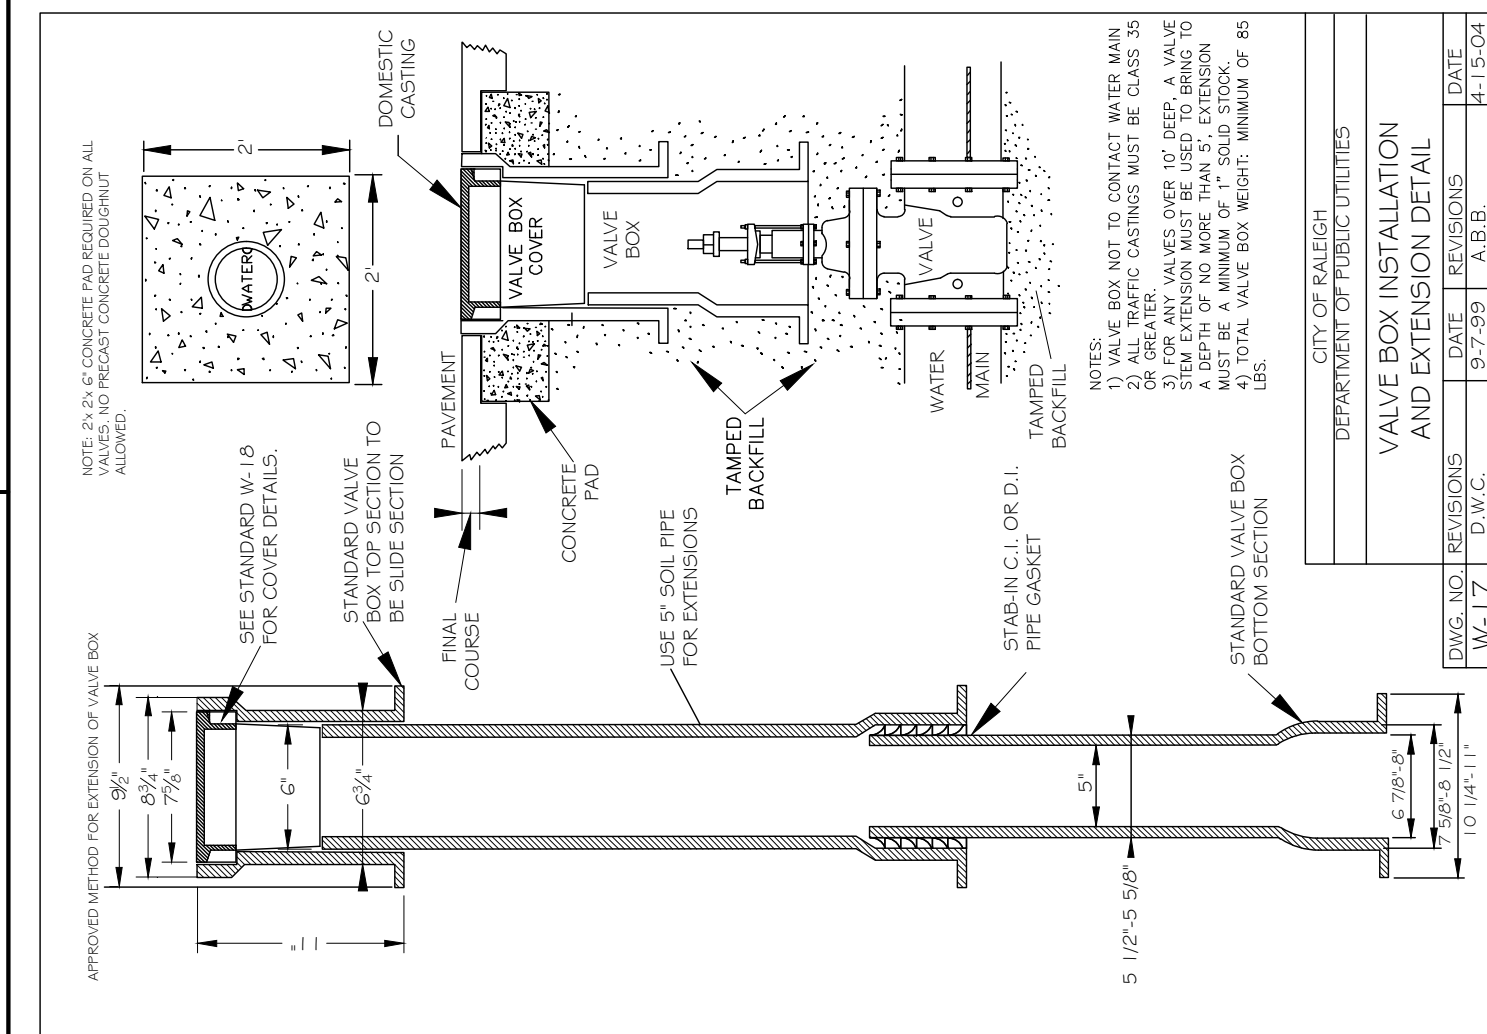 APPROVED METHOD FOR EXTENSION OF VALVE BOX
9½"
8¾"
7⅝"
6"
6¾"
11"
SEE STANDARD W-18
FOR COVER DETAILS.
STANDARD VALVE
BOX TOP SECTION TO
BE SLIDE SECTION
USE 5" SOIL PIPE
FOR EXTENSIONS
STAB-IN C.I. OR D.I.
PIPE GASKET
STANDARD VALVE BOX
BOTTOM SECTION
5"
5 1/2"-5 5/8"
6 7/8"-8"
7 5/8"-8 1/2"
10 1/4"-11"
NOTE: 2'x 2'x 6" CONCRETE PAD REQUIRED ON ALL
VALVES. NO PRECAST CONCRETE DOUGHNUT
ALLOWED.
2'
2'
DWATERC
DOMESTIC
CASTING
PAVEMENT
FINAL
COURSE
CONCRETE
PAD
VALVE BOX
COVER
VALVE
BOX
TAMPED
BACKFILL
VALVE
WATER
MAIN
TAMPED
BACKFILL
NOTES:
1) VALVE BOX NOT TO CONTACT WATER MAIN
2) ALL TRAFFIC CASTINGS MUST BE CLASS 35
OR GREATER.
3) FOR ANY VALVES OVER 10' DEEP, A VALVE
STEM EXTENSION MUST BE USED TO BRING TO
A DEPTH OF NO MORE THAN 5', EXTENSION
MUST BE A MINIMUM OF 1" SOLID STOCK.
4) TOTAL VALVE BOX WEIGHT: MINIMUM OF 85
LBS.
CITY OF RALEIGH
DEPARTMENT OF PUBLIC UTILITIES
VALVE BOX INSTALLATION
AND EXTENSION DETAIL
DWG. NO. REVISIONS DATE REVISIONS DATE
W-17 D.W.C. 9-7-99 A.B.B. 4-15-04